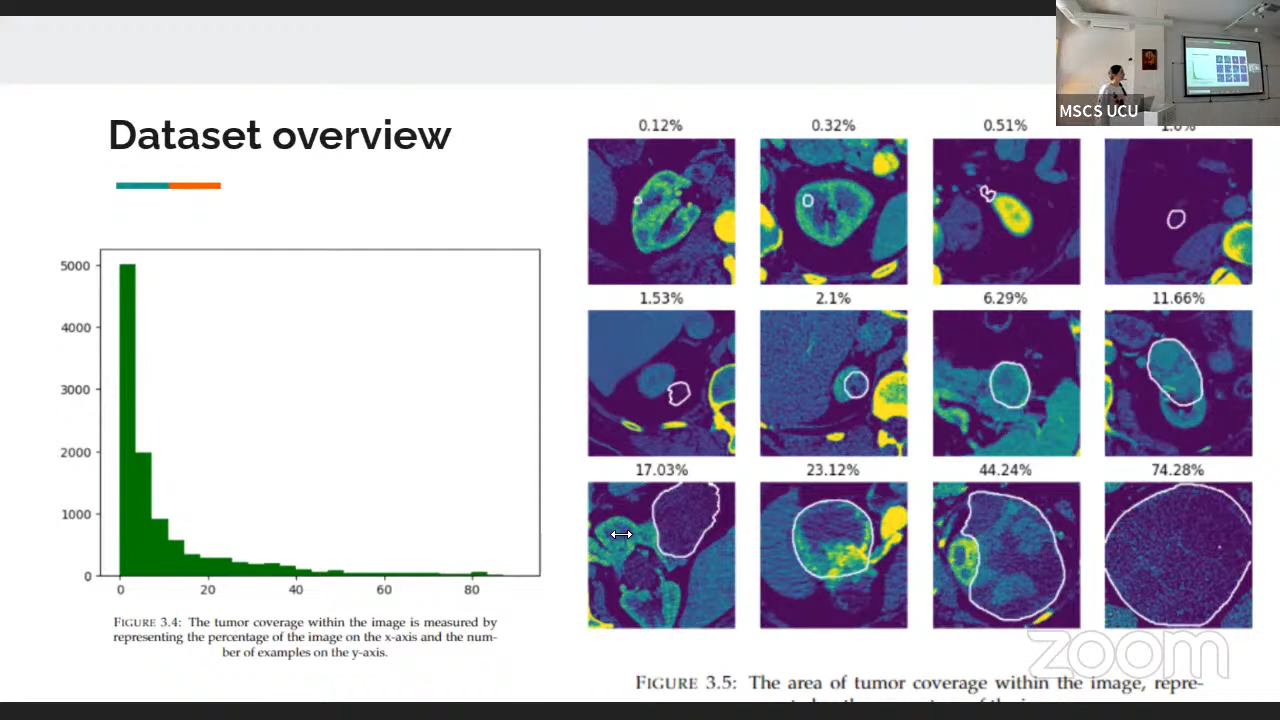 MSCS UCU
Dataset overview
5000
4000
3000
2000
1000
0
0 20 40 60 80
FIGURE 3.4: The tumor coverage within the image is measured by
representing the percentage of the image on the x-axis and the num-
ber of examples on the y-axis.
0.12% 0.32% 0.51%
1.53% 2.1% 6.29% 11.66%
17.03% 23.12% 44.24% 74.28%
zoom
FIGURE 3.5: The area of tumor coverage within the image, repre-